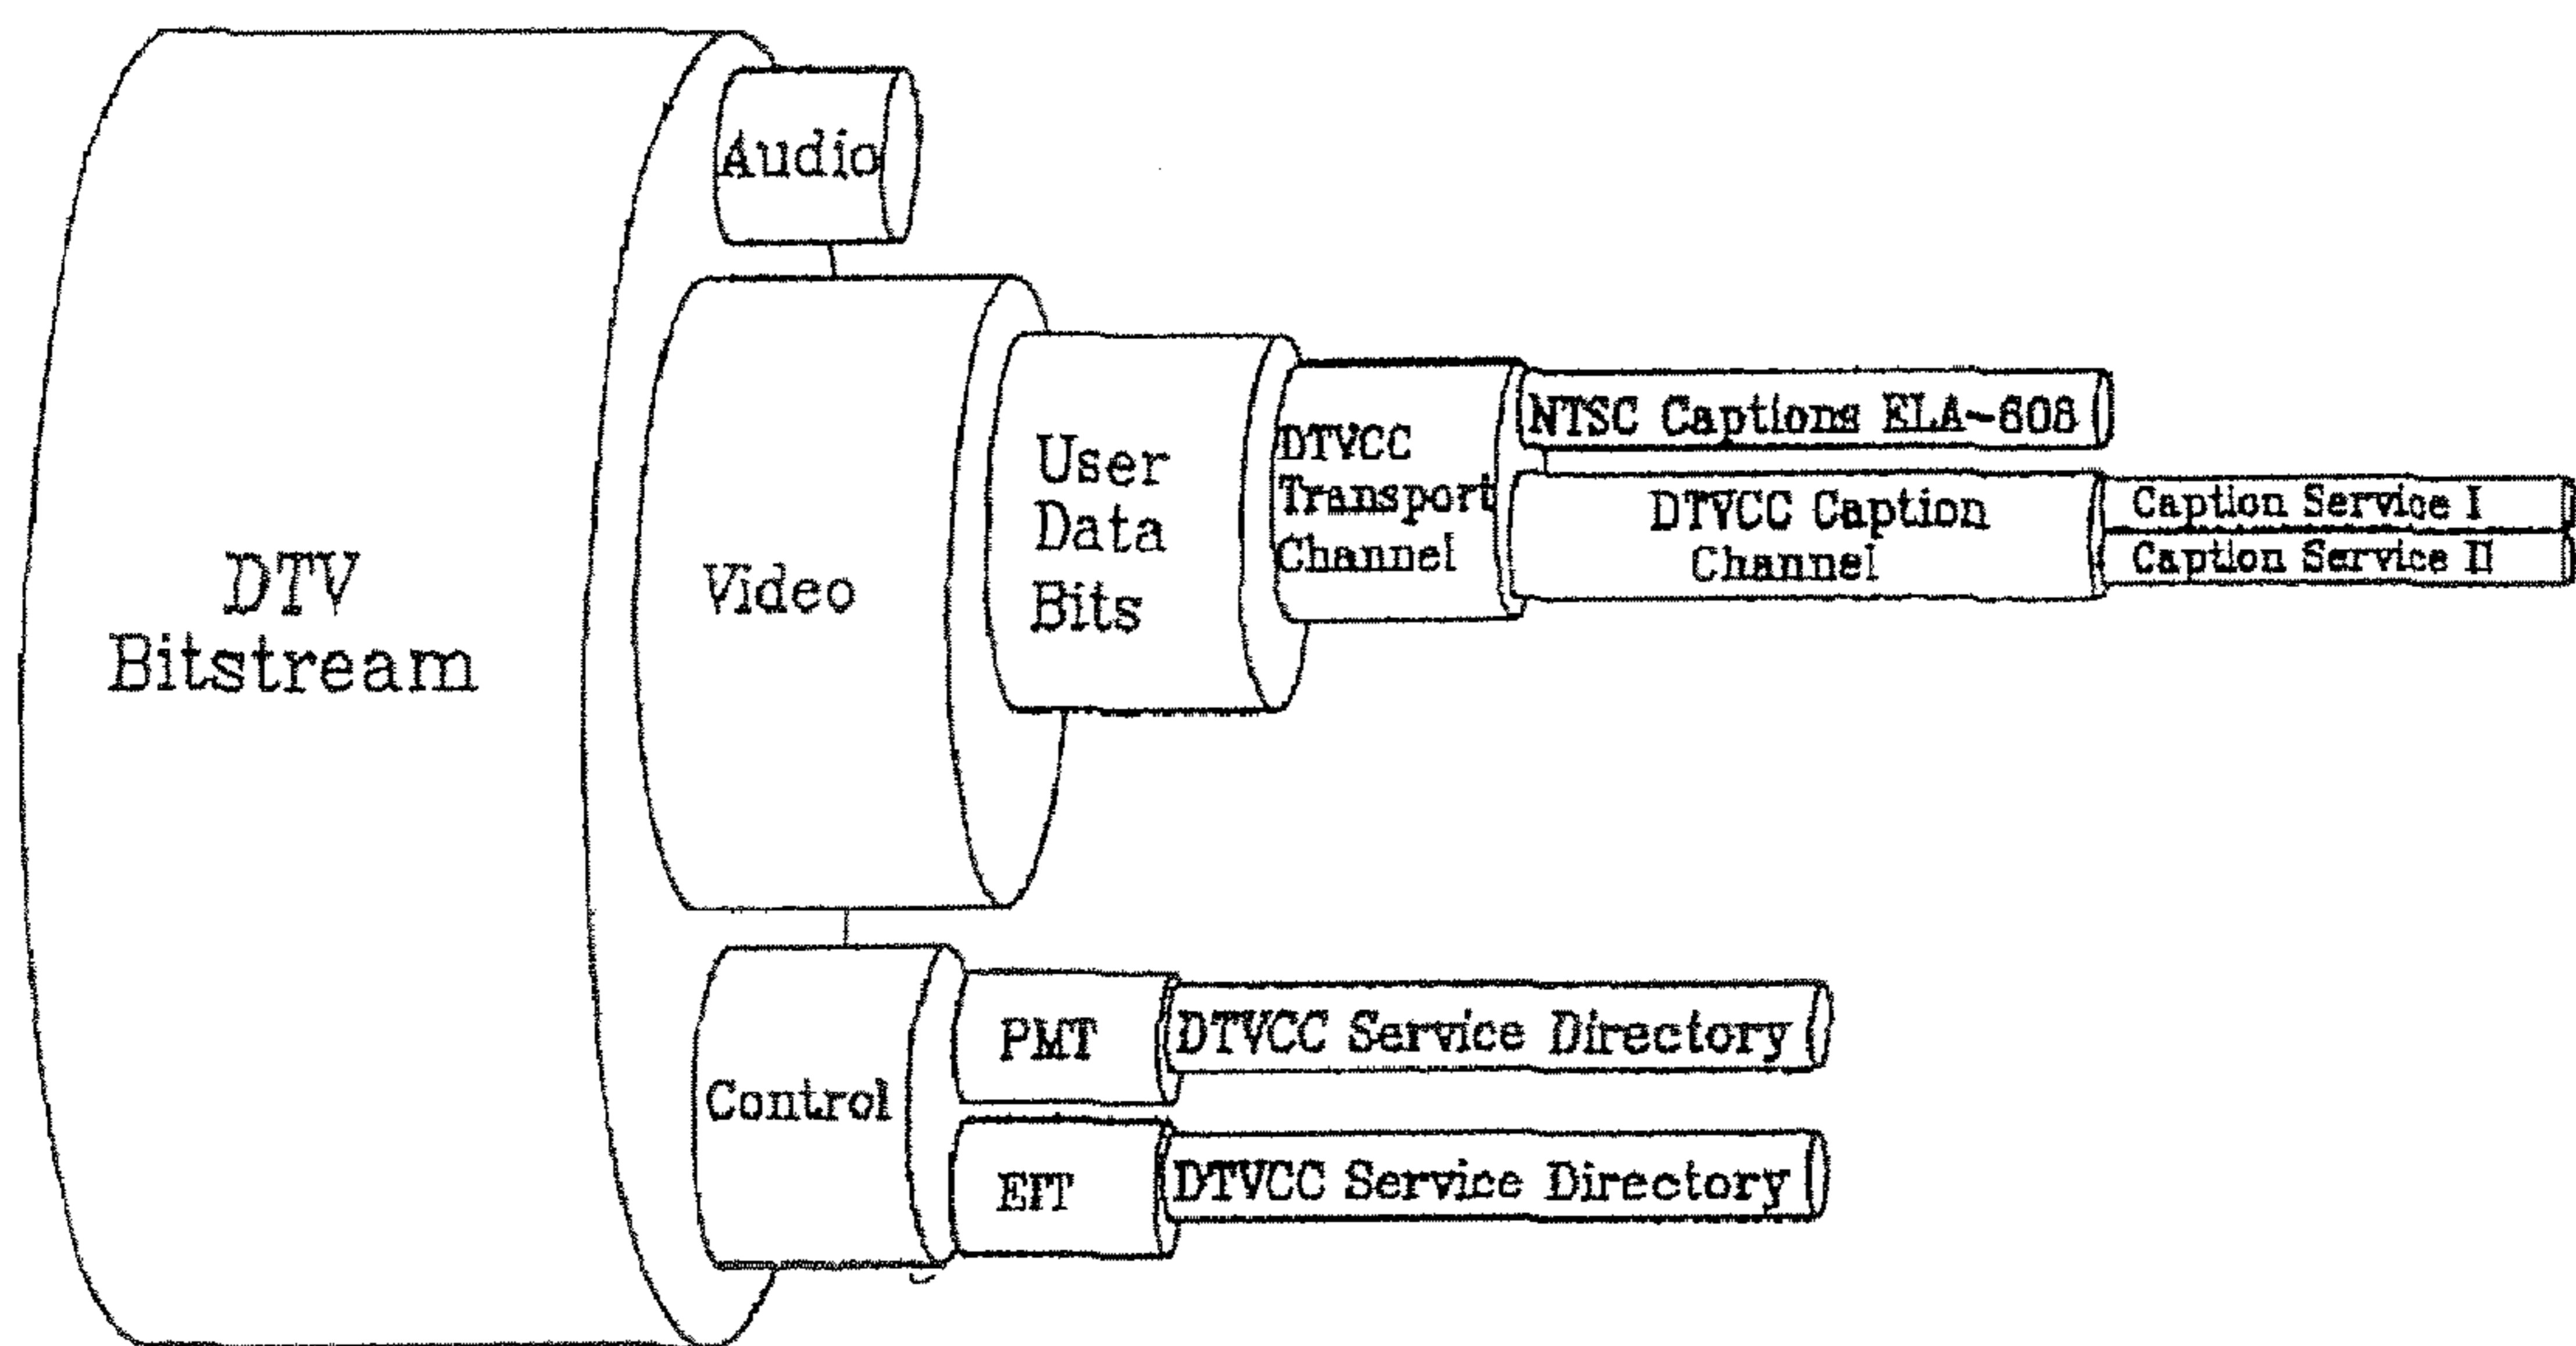 Audio
DTV
Bitstream
Video
User
Data
Bits
DTVCC
Transport
Channel
NTSC Captions ELA-608
DTVCC Caption
Channel
Caption Service I
Caption Service II
Control
PMT
DTVCC Service Directory
EIT
DTVCC Service Directory